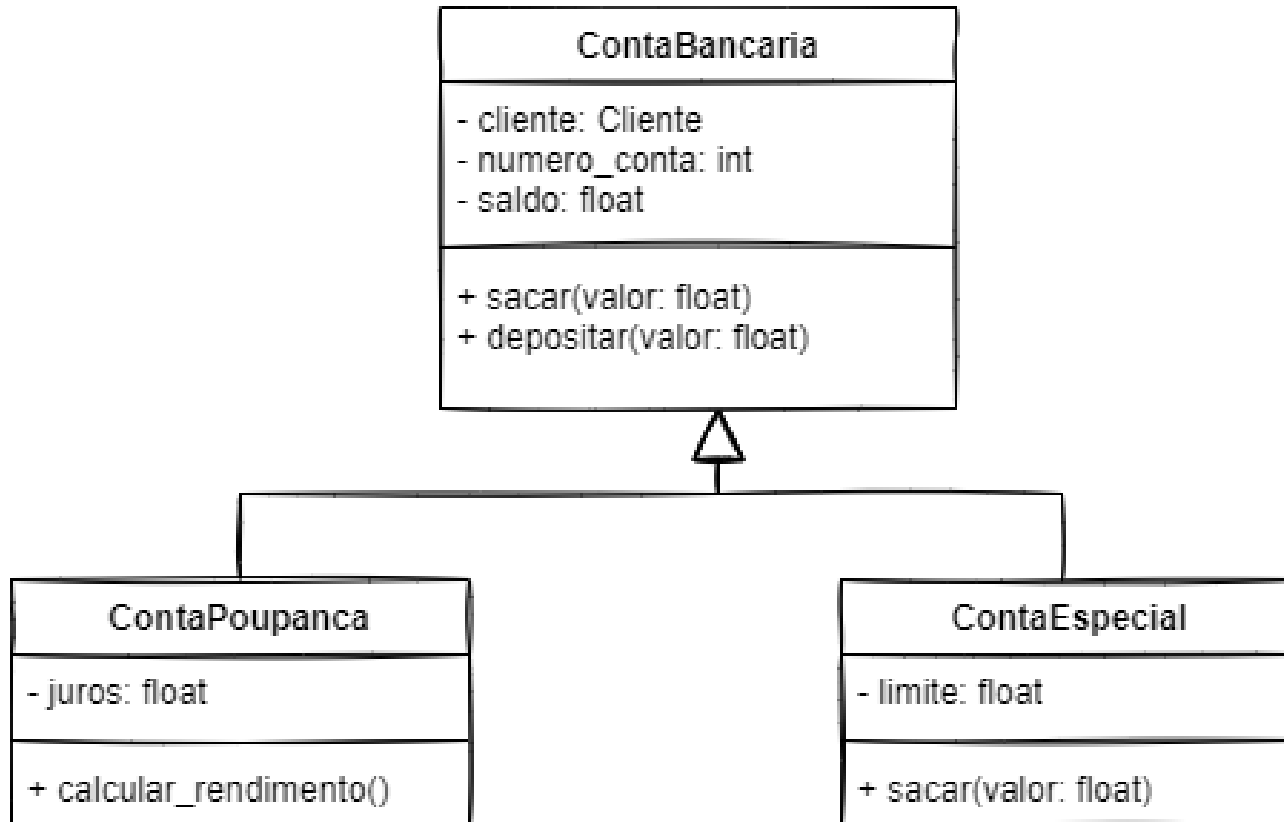 ContaBancaria
- cliente: Cliente
- numero_conta: int
- saldo: float
+ sacar(valor: float)
+ depositar(valor: float)
ContaPoupanca
- juros: float
+ calcular_rendimento()
ContaEspecial
- limite: float
+ sacar(valor: float)